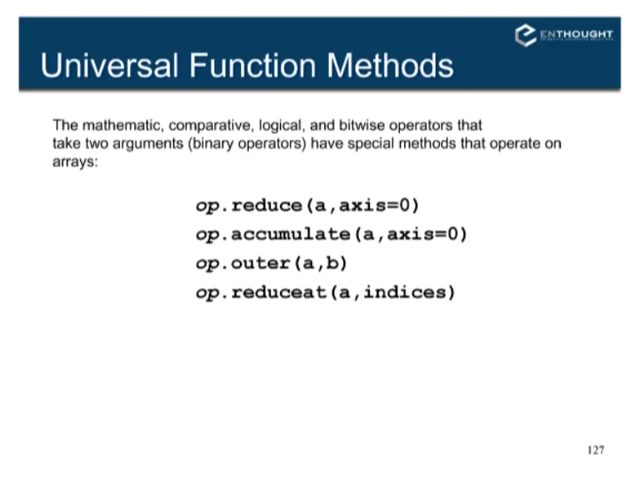 ENTHOUGHT
Universal Function Methods
The mathematic, comparative, logical, and bitwise operators that
take two arguments (binary operators) have special methods that operate on
arrays:
op.reduce(a,axis=0)
op.accumulate(a,axis=0)
op.outer(a,b)
op.reduceat(a,indices)
127